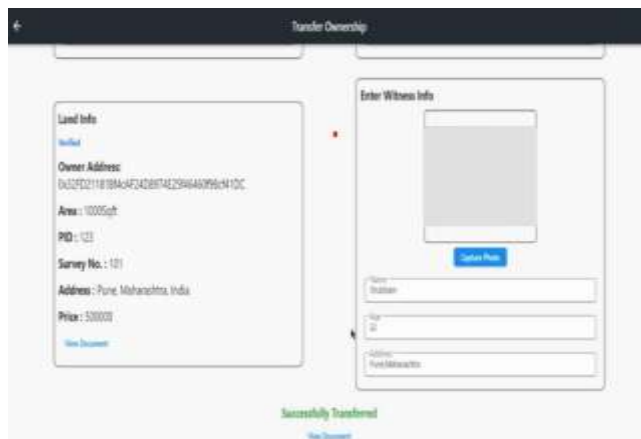 Transfer Ownership
Land Info
Verified
Owner Address:
Area : 1000Sqft
PID : 123
Survey No. : 101
Address : Pune, Maharashtra, India
Price : 500000
View Document
Enter Witness Info
Capture Photo
Name
Age
Address
Pune,Maharashtra
Successfully Transferred
View Document